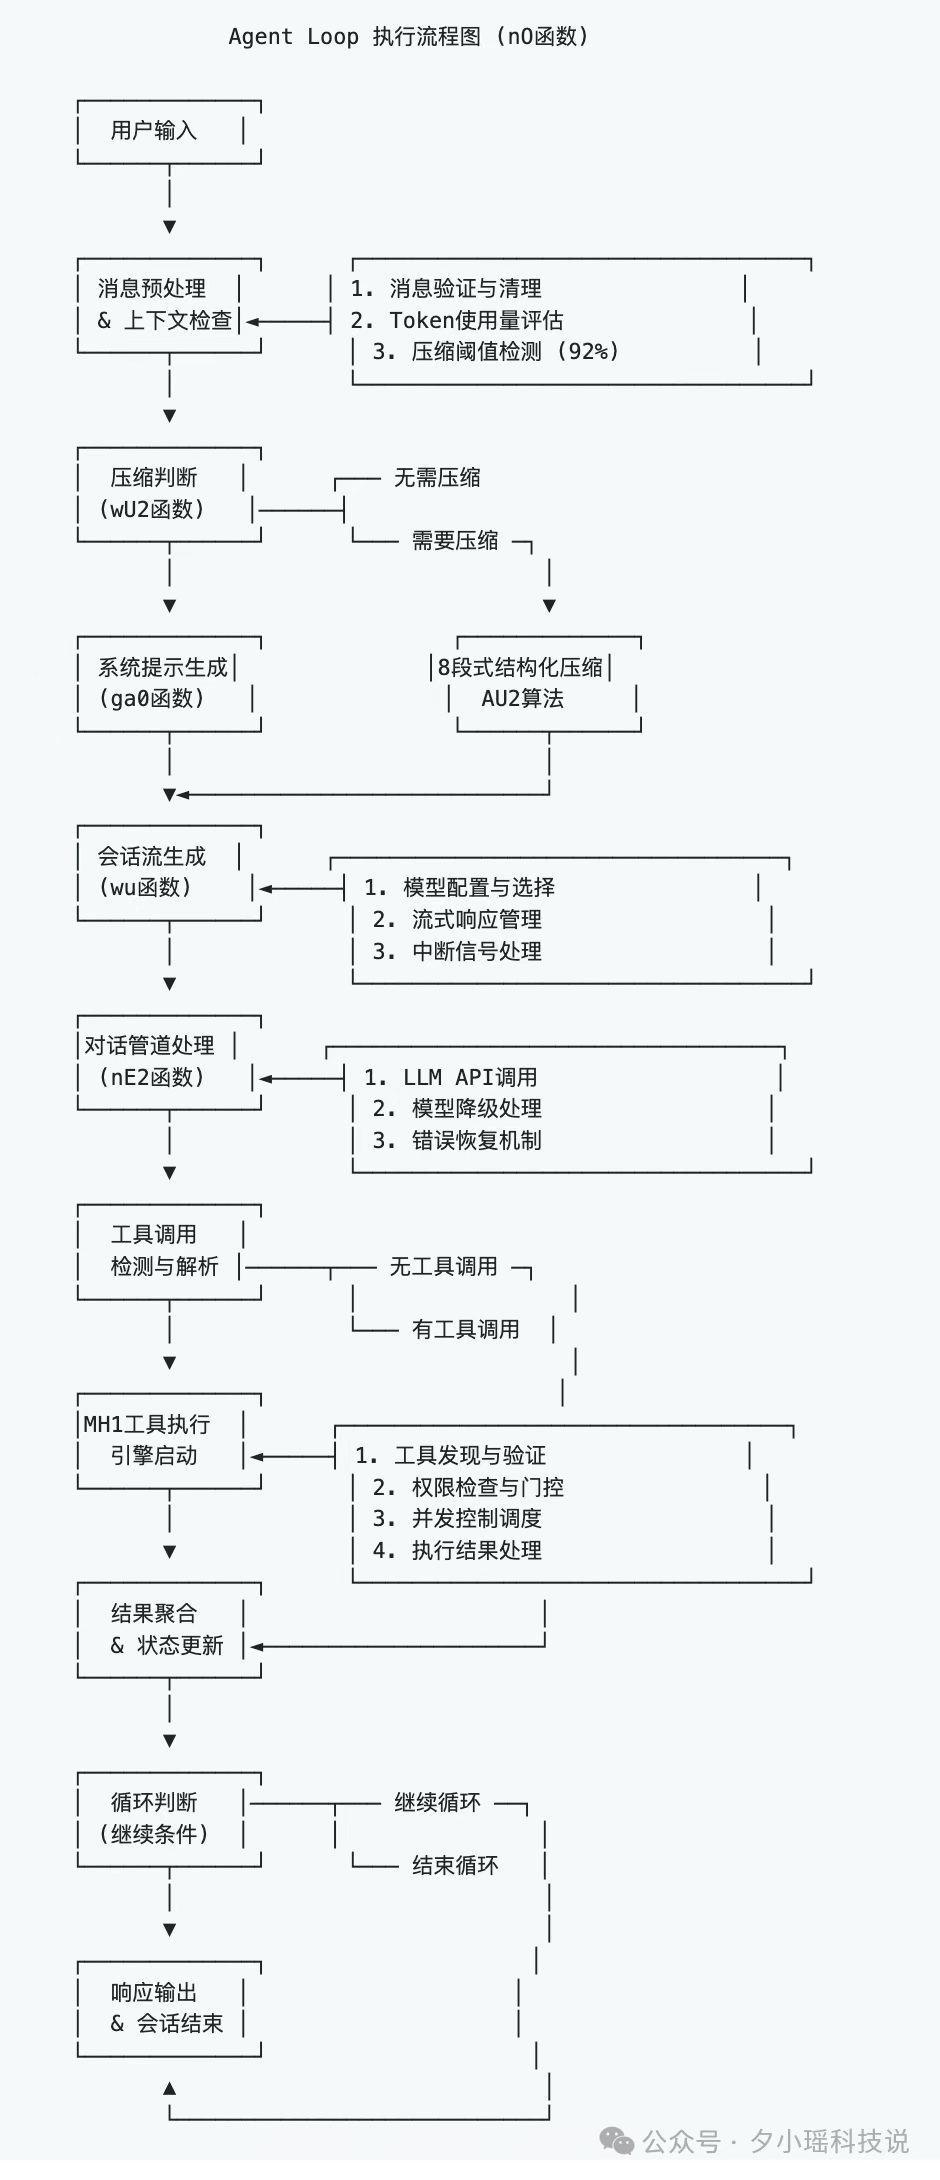 Agent Loop 执行流程图 (nO函数)
用户输入
消息预处理
& 上下文检查
1. 消息验证与清理
2. Token使用量评估
3. 压缩阈值检测 (92%)
压缩判断
(wU2函数)
无需压缩
需要压缩
系统提示生成
(ga0函数)
8段式结构化压缩
AU2算法
会话流生成
(wu函数)
1. 模型配置与选择
2. 流式响应管理
3. 中断信号处理
对话管道处理
(nE2函数)
1. LLM API调用
2. 模型降级处理
3. 错误恢复机制
工具调用
检测与解析
无工具调用
有工具调用
MH1工具执行
引擎启动
1. 工具发现与验证
2. 权限检查与门控
3. 并发控制调度
4. 执行结果处理
结果聚合
& 状态更新
循环判断
(继续条件)
继续循环
结束循环
响应输出
& 会话结束
公众号 · 夕小瑶科技说